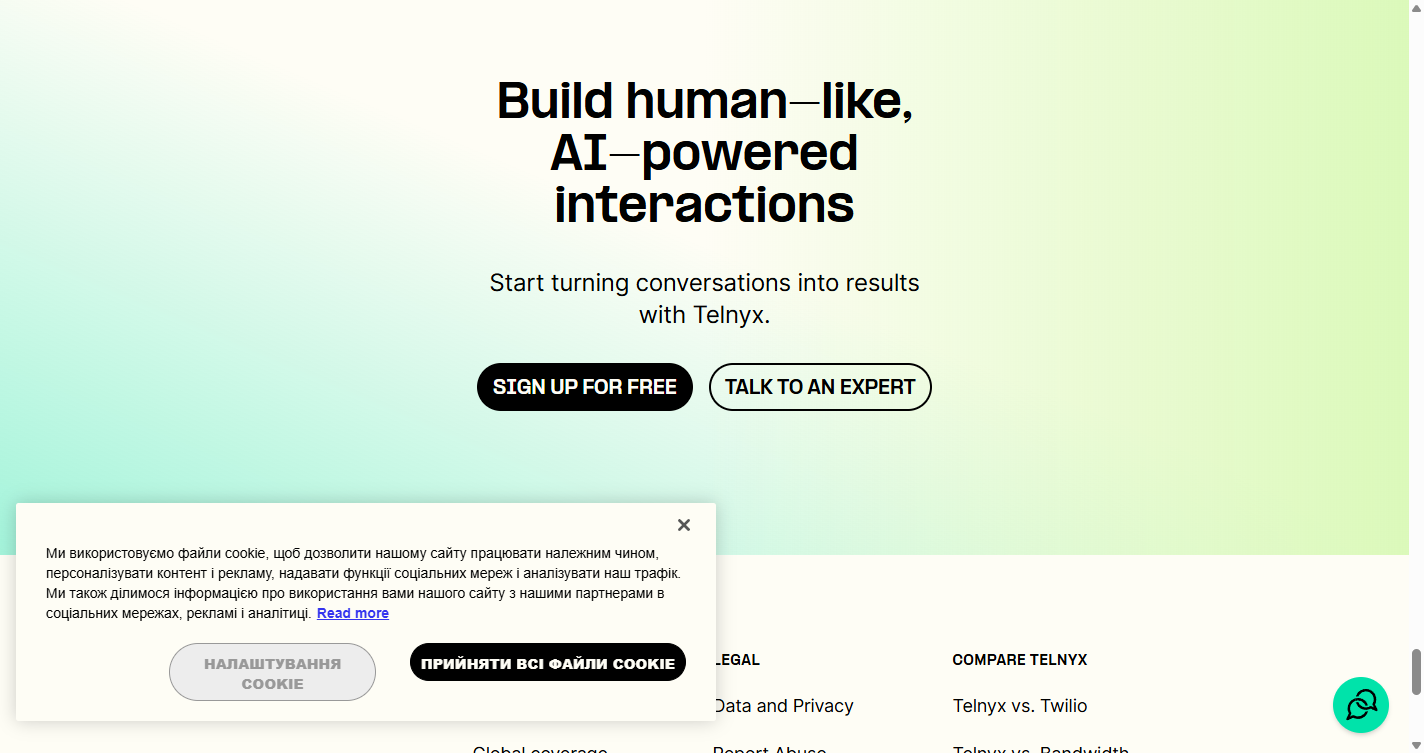 Build human-like,
AI-powered
interactions
Start turning conversations into results
with Telnyx.
SIGN UP FOR FREE
TALK TO AN EXPERT
Ми використовуємо файли cookie, щоб дозволити нашому сайту працювати належним чином,
персоналізувати контент і рекламу, надавати функції соціальних мереж і аналізувати наш трафік.
Ми також ділимося інформацією про використання вами нашого сайту з нашими партнерами в
соціальних мережах, рекламі і аналітиці. Read more
НАЛАШТУВАННЯ
COOKIE
ПРИЙНЯТИ ВСІ ФАЙЛИ COOKIE
LEGAL
COMPARE TELNYX
Data and Privacy
Telnyx vs. Twilio
Global coverage
Report Abuse
Telnyx vs. Bandwidth